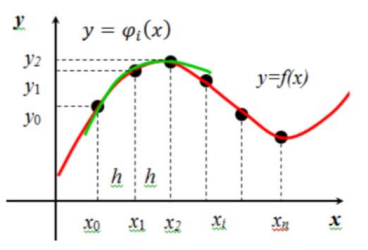 y
y = φᵢ(x)
y₂
y₁
y=f(x)
y₀
h h
x₀ x₁ x₂ xᵢ xₙ x